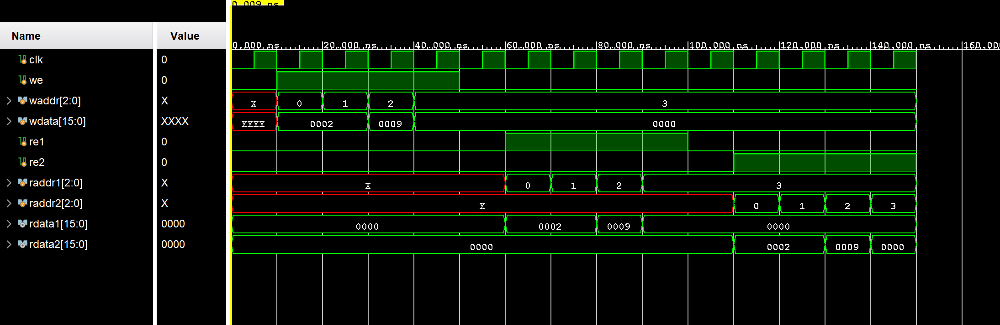 0.009 ns
Name Value
0.000 ns 20.000 ns 40.000 ns 60.000 ns 80.000 ns 100.000 ns 120.000 ns 140.000 ns 160.00
clk 0
we 0
waddr[2:0] X X 0 1 2 3
wdata[15:0] XXXX XXXX 0002 0009 0000
re1 0
re2 0
raddr1[2:0] X X 0 1 2 3
raddr2[2:0] X X 0 1 2 3
rdata1[15:0] 0000 0000 0002 0009 0000
rdata2[15:0] 0000 0000 0002 0009 0000